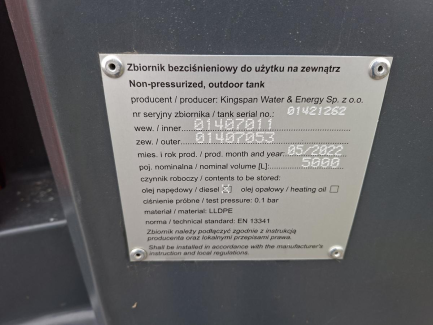 Zbiornik bezciśnieniowy do użytku na zewnątrz
Non-pressurized, outdoor tank
producent / producer: Kingspan Water & Energy Sp. z o.o.
nr seryjny zbiornika / tank serial no.: 01421262
wew. / inner 01407011
zew. / outer 01407053
mies. i rok prod. / prod. month and year: 05/2022
poj. nominalna / nominal volume [L]: 5000
czynnik roboczy / contents to be stored:
olej napędowy / diesel ☒ olej opałowy / heating oil ☐
ciśnienie próbne / test pressure: 0.1 bar
materiał / material: LLDPE
norma / technical standard: EN 13341
Zbiornik należy podłączyć zgodnie z instrukcją
producenta oraz lokalnymi przepisami prawa.
Shall be installed in accordance with the manufacturer's
instruction and local regulations.